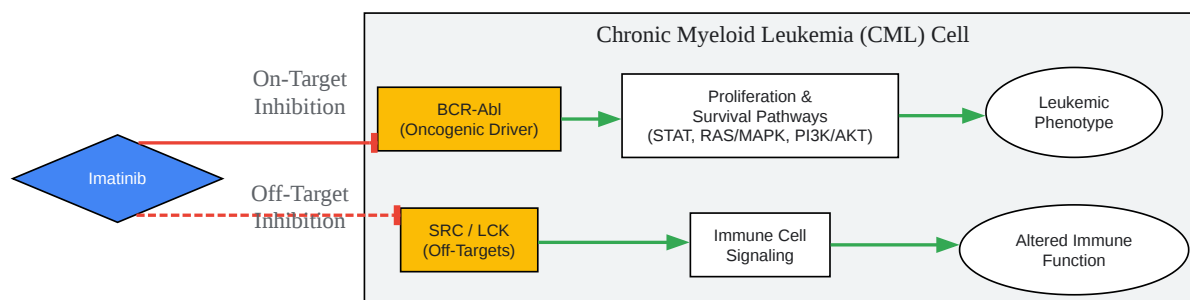 Chronic Myeloid Leukemia (CML) Cell
On-Target
Inhibition
BCR-Abl
(Oncogenic Driver)
Proliferation &
Survival Pathways
(STAT, RAS/MAPK, PI3K/AKT)
Leukemic
Phenotype
Imatinib
Off-Target
Inhibition
SRC / LCK
(Off-Targets)
Immune Cell
Signaling
Altered Immune
Function